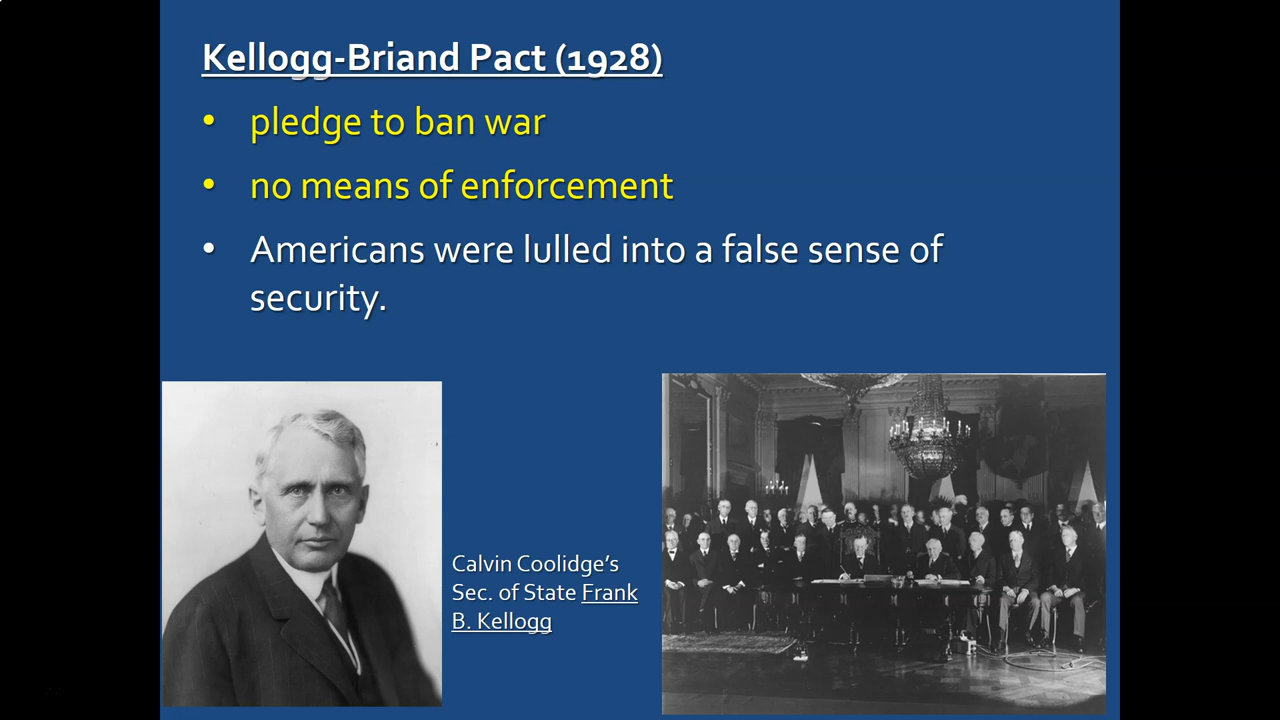 Kellogg-Briand Pact (1928)
• pledge to ban war
• no means of enforcement
• Americans were lulled into a false sense of
security.
Calvin Coolidge’s
Sec. of State Frank
B. Kellogg